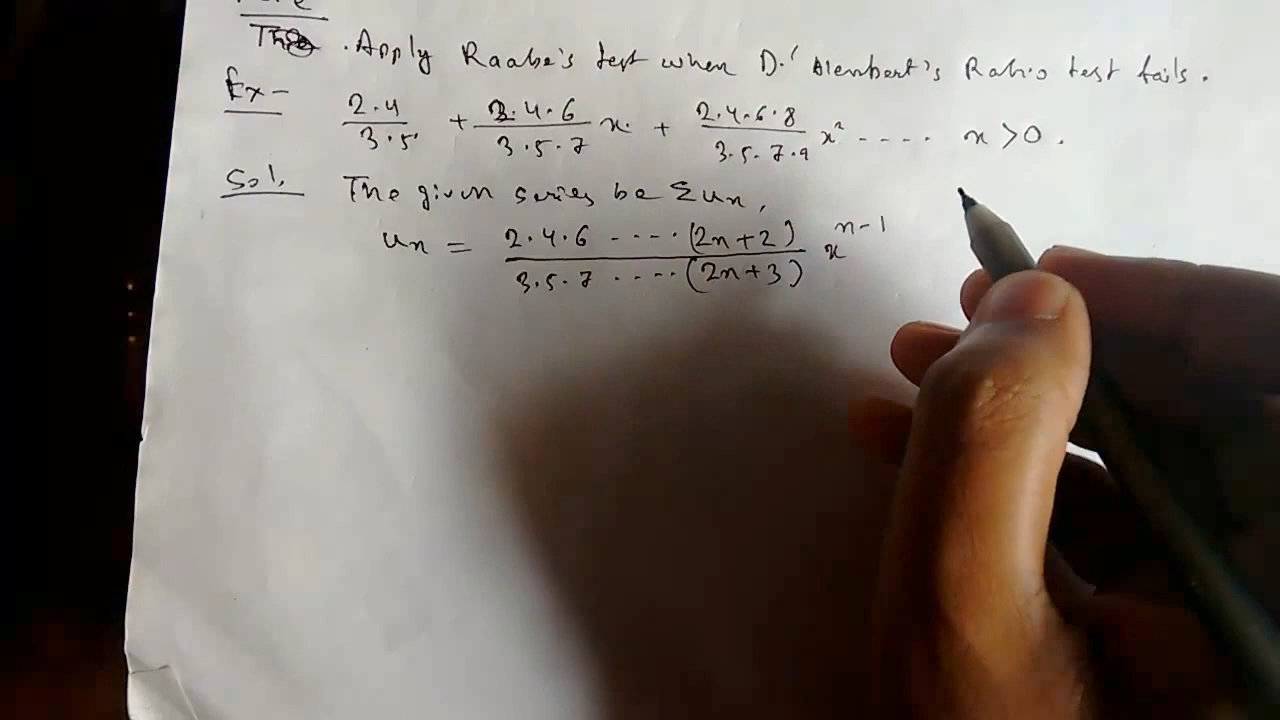 . Apply Raabe's test when D.' Alembert's Ratio test fails.
Ex -
2.4/3.5 + 2.4.6/3.5.7 x + 2.4.6.8/3.5.7.9 x² - - - - . x > 0 .
Sol. The given series be Σun,
un = 2.4.6 - - - - (2n+2) / 3.5.7 - - - - (2n+3) x^(n-1)